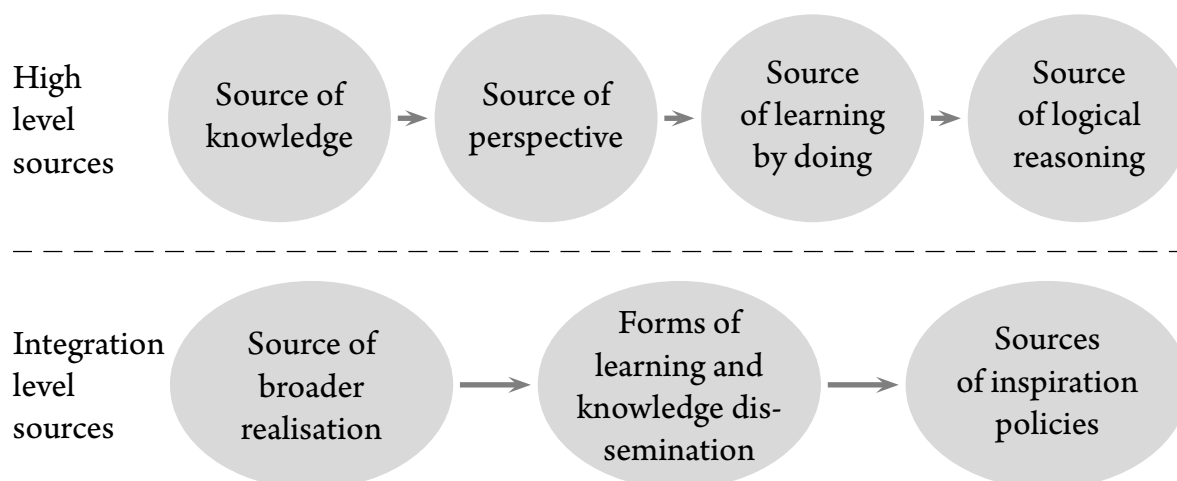 High
level
sources
Source of
knowledge
Source of
perspective
Source
of learning
by doing
Source
of logical
reasoning
Integration
level
sources
Source of
broader
realisation
Forms of
learning and
knowledge dis-
semination
Sources
of inspiration
policies